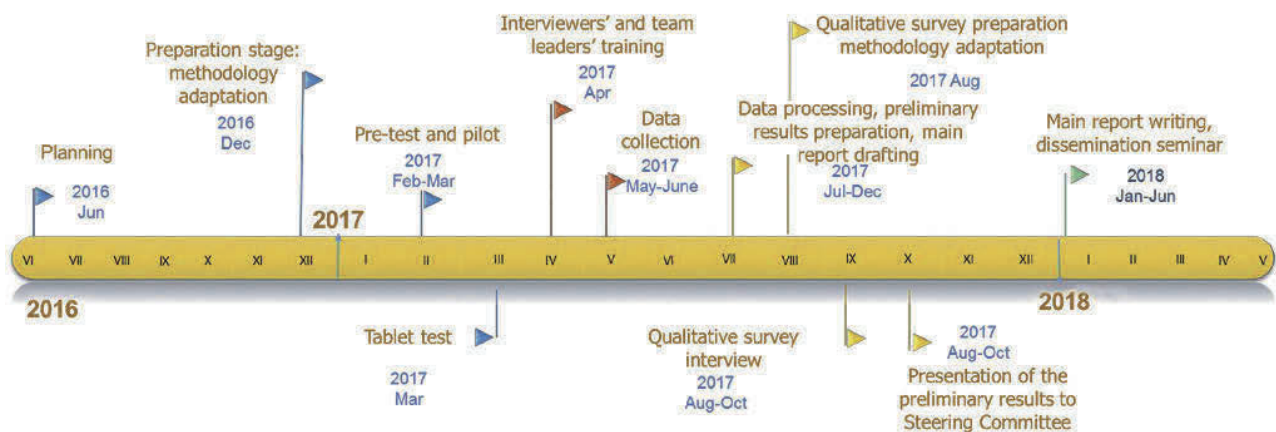 Planning
2016
Jun
Preparation stage:
methodology
adaptation
2016
Dec
Pre-test and pilot
2017
Feb-Mar
Interviewers' and team
leaders' training
2017
Apr
Data
collection
2017
May-June
Qualitative survey preparation
methodology adaptation
2017 Aug
Data processing, preliminary
results preparation, main
report drafting
2017
Jul-Dec
Main report writing,
dissemination seminar
2018
Jan-Jun
2017
VI VII VIII IX X XI XII I II III IV V VI VII VIII IX X XI XII I II III IV V
2016
2018
Tablet test
2017
Mar
Qualitative survey
interview
2017
Aug-Oct
2017
Aug-Oct
Presentation of the
preliminary results to
Steering Committee